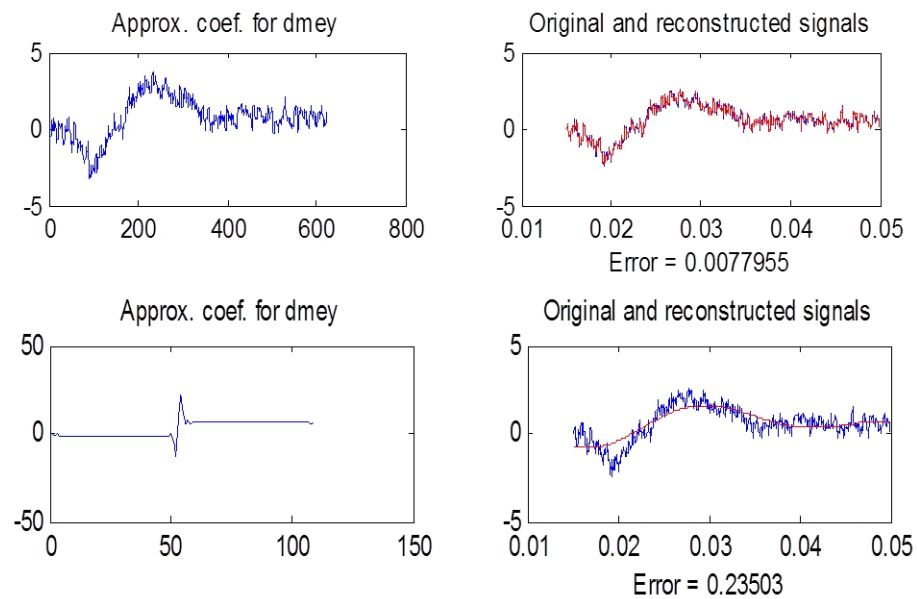 Approx. coef. for dmey
5
0
-5
0 200 400 600 800
Original and reconstructed signals
5
0
-5
0.01 0.02 0.03 0.04 0.05
Error = 0.0077955
Approx. coef. for dmey
50
0
-50
0 50 100 150
Original and reconstructed signals
5
0
-5
0.01 0.02 0.03 0.04 0.05
Error = 0.23503